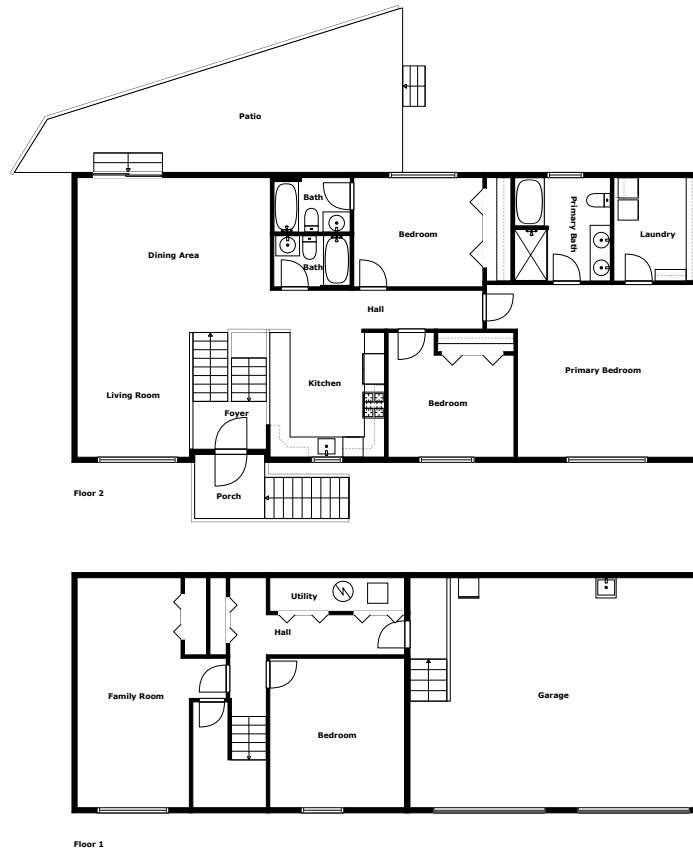 Patio
Bath
Primary Bath
Bedroom
Laundry
Dining Area
Bath
Hall
Primary Bedroom
Kitchen
Living Room
Bedroom
Foyer
Porch
Floor 2
Utility
Hall
Family Room
Garage
Bedroom
Floor 1